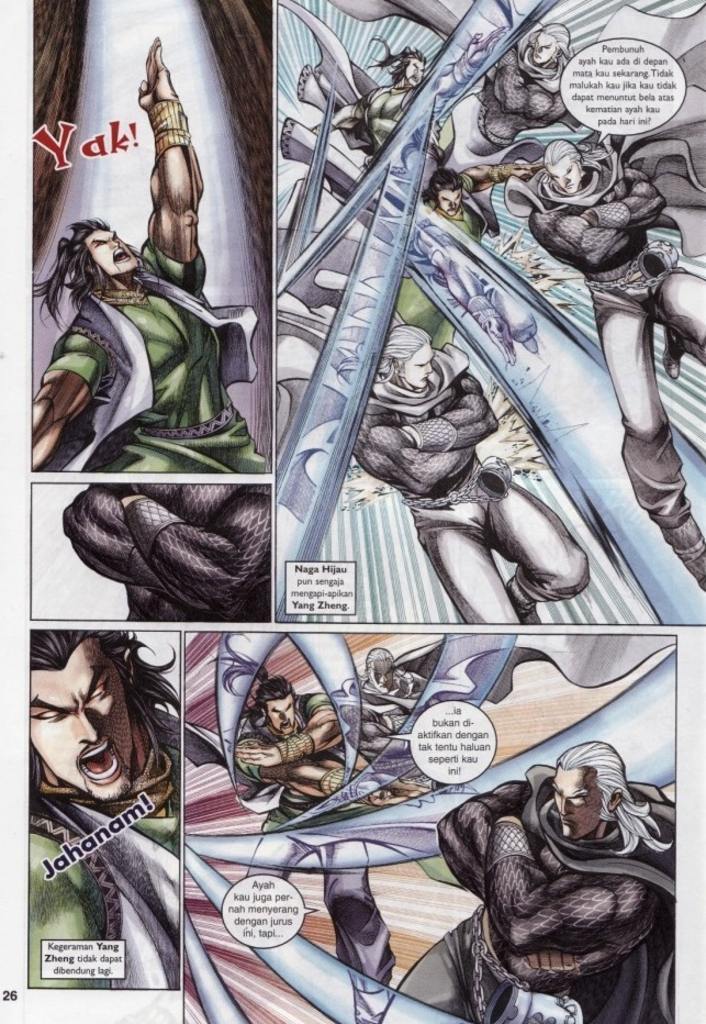 Yak!
Pembunuh
ayah kau ada di depan
mata kau sekarang. Tidak
malukah kau jika kau tidak
dapat menuntut bela atas
kematian ayah kau
pada hari ini?
Naga Hijau
pun sengaja
mengapi-apikan
Yang Zheng.
Jahanam!
Kegeraman Yang
Zheng tidak dapat
dibendung lagi.
...ia
bukan di-
aktifkan dengan
tak tentu haluan
seperti kau
ini!
Ayah
kau juga per-
nah menyerang
dengan jurus
ini, tapi...
26